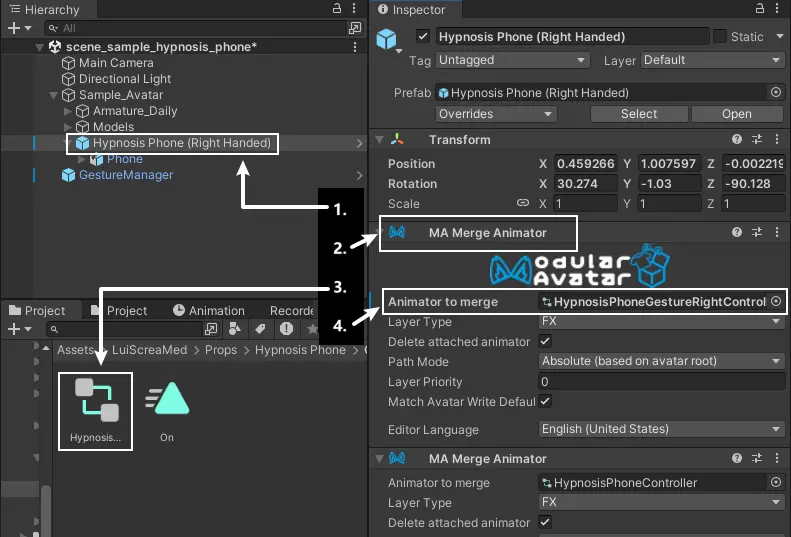 Hierarchy
All
scene_sample_hypnosis_phone*
Main Camera
Directional Light
Sample_Avatar
Armature_Daily
Models
Hypnosis Phone (Right Handed)
Phone
GestureManager
1.
2.
3.
4.
Project
Project
Animation
Recorde
Assets
LuiScreaMed
Props
Hypnosis Phone
Hypnosis...
On
Inspector
Hypnosis Phone (Right Handed)
Static
Tag
Untagged
Layer
Default
Prefab
Hypnosis Phone (Right Handed)
Overrides
Select
Open
Transform
Position
X 0.459266 Y 1.007597 Z -0.002219
Rotation
X 30.274 Y -1.03 Z -90.128
Scale
X 1 Y 1 Z 1
MA Merge Animator
Modular
Avatar
Animator to merge
HypnosisPhoneGestureRightControl
Layer Type
FX
Delete attached animator
Path Mode
Absolute (based on avatar root)
Layer Priority
0
Match Avatar Write Defaul
Editor Language
English (United States)
MA Merge Animator
Animator to merge
HypnosisPhoneController
Layer Type
FX
Delete attached animator